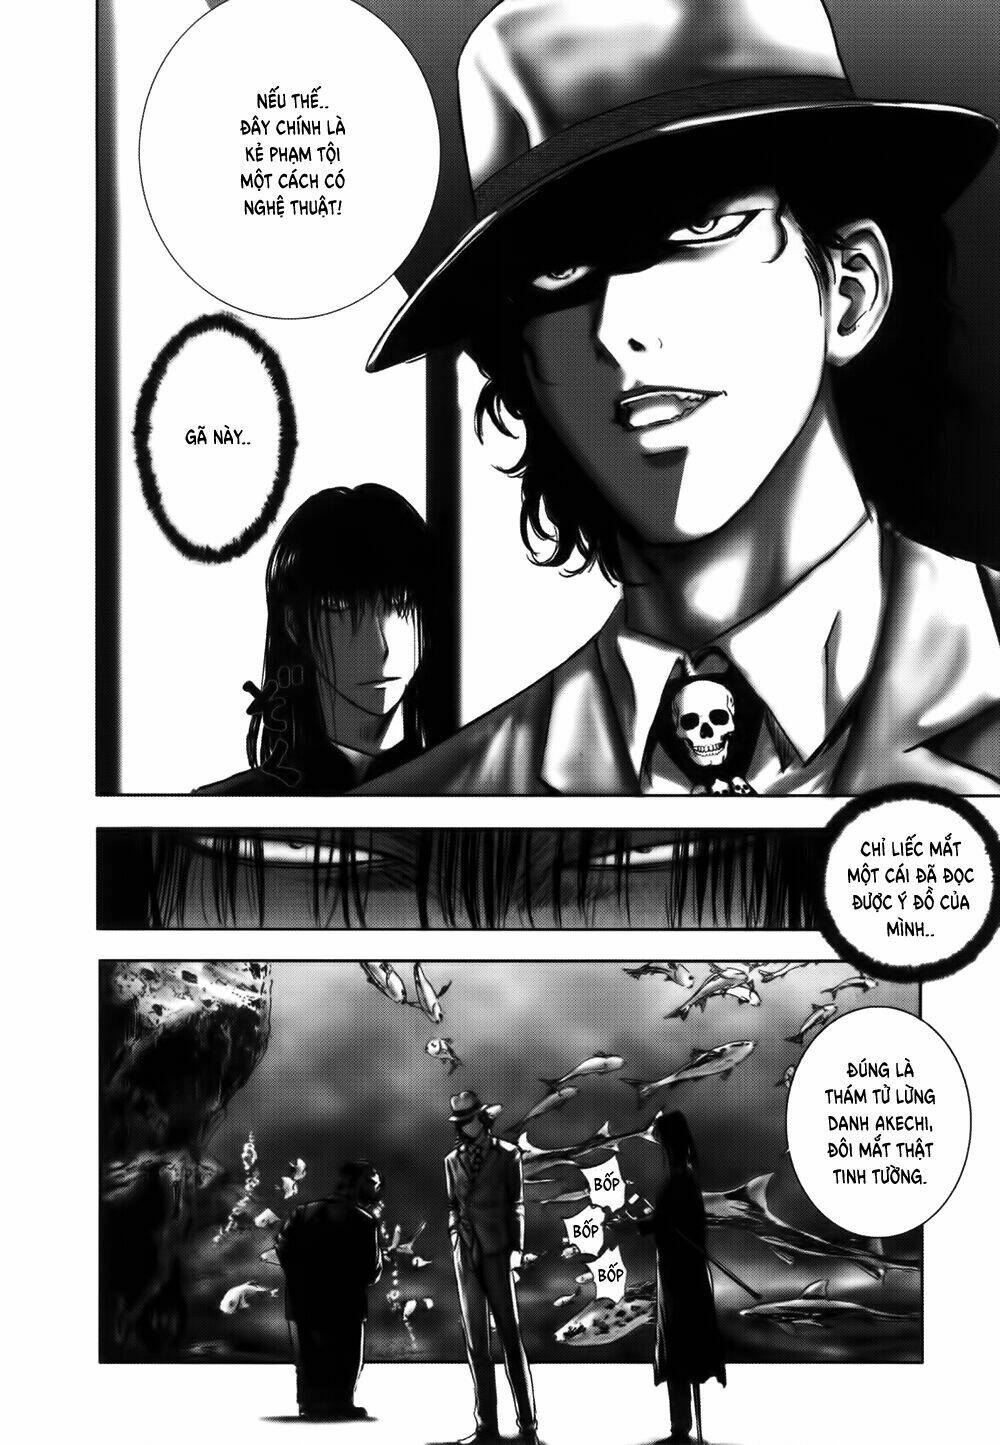 NẾU THẾ..
ĐÂY CHÍNH LÀ
KẺ PHẠM TỘI
MỘT CÁCH CÓ
NGHỆ THUẬT!
GÃ NÀY..
ぞく
CHỈ LIẾC MẮT
MỘT CÁI ĐÃ ĐỌC
ĐƯỢC Ý ĐỒ CỦA
MÌNH..
ĐÚNG LÀ
THÁM TỬ LỪNG
DANH AKECHI,
ĐÔI MẮT THẬT
TINH TƯỜNG.
BỐP
BỐP
BỐP